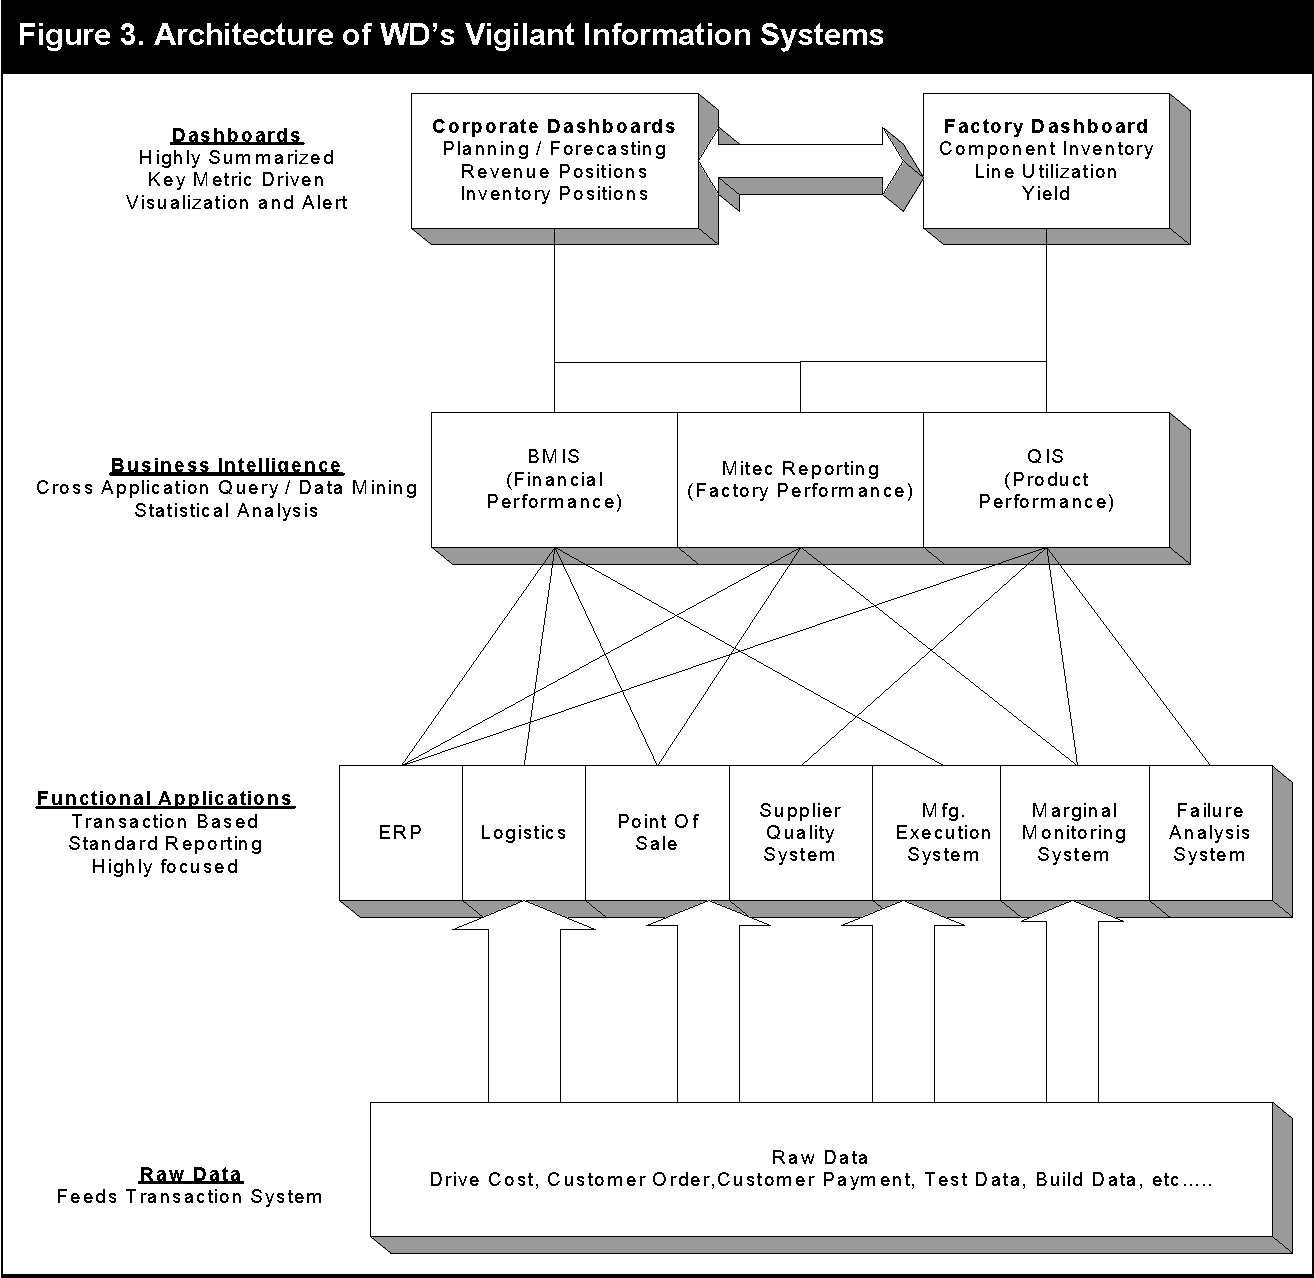 Figure 3. Architecture of WD’s Vigilant Information Systems
Dashboards
Highly Summarized
Key Metric Driven
Visualization and Alert
Corporate Dashboards
Planning / Forecasting
Revenue Positions
Inventory Positions
Factory Dashboard
Component Inventory
Line Utilization
Yield
Business Intelligence
Cross Application Query / Data Mining
Statistical Analysis
BMIS
(Financial
Performance)
Mitec Reporting
(Factory Performance)
QIS
(Product
Performance)
Functional Applications
Transaction Based
Standard Reporting
Highly focused
ERP
Logistics
Point Of
Sale
Supplier
Quality
System
Mfg.
Execution
System
Marginal
Monitoring
System
Failure
Analysis
System
Raw Data
Feeds Transaction System
Raw Data
Drive Cost, Customer Order,Customer Payment, Test Data, Build Data, etc…..